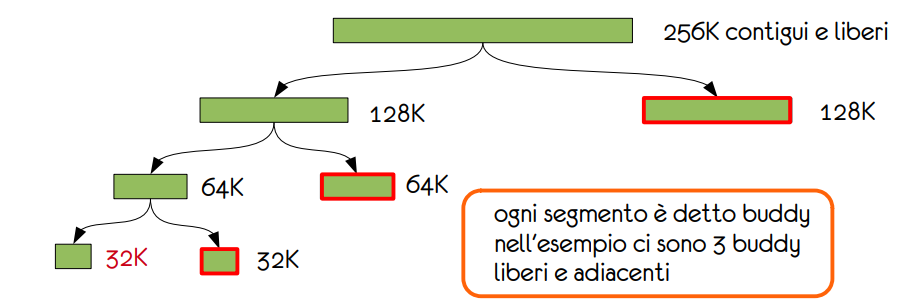 256K contigui e liberi
128K
128K
64K
64K
32K
32K
ogni segmento è detto buddy
nell'esempio ci sono 3 buddy
liberi e adiacenti